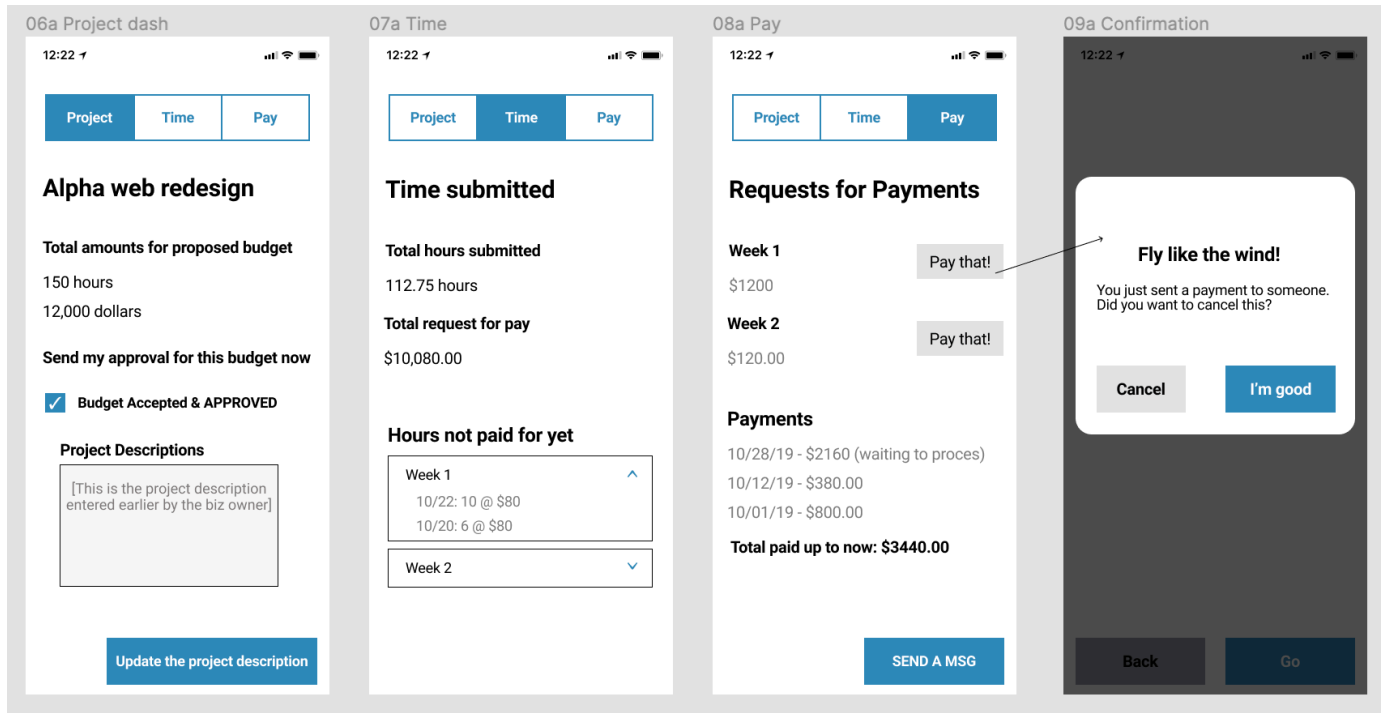 06a Project dash
12:22
Project
Time
Pay
Alpha web redesign
Total amounts for proposed budget
150 hours
12,000 dollars
Send my approval for this budget now
Budget Accepted & APPROVED
Project Descriptions
[This is the project description
entered earlier by the biz owner]
Update the project description
07a Time
12:22
Project
Time
Pay
Time submitted
Total hours submitted
112.75 hours
Total request for pay
$10,080.00
Hours not paid for yet
Week 1
10/22: 10 @ $80
10/20: 6 @ $80
Week 2
08a Pay
12:22
Project
Time
Pay
Requests for Payments
Week 1
Pay that!
$1200
Week 2
Pay that!
$120.00
Payments
10/28/19 - $2160 (waiting to proces)
10/12/19 - $380.00
10/01/19 - $800.00
Total paid up to now: $3440.00
SEND A MSG
09a Confirmation
12:22
Fly like the wind!
You just sent a payment to someone.
Did you want to cancel this?
Cancel
I'm good
Back
Go